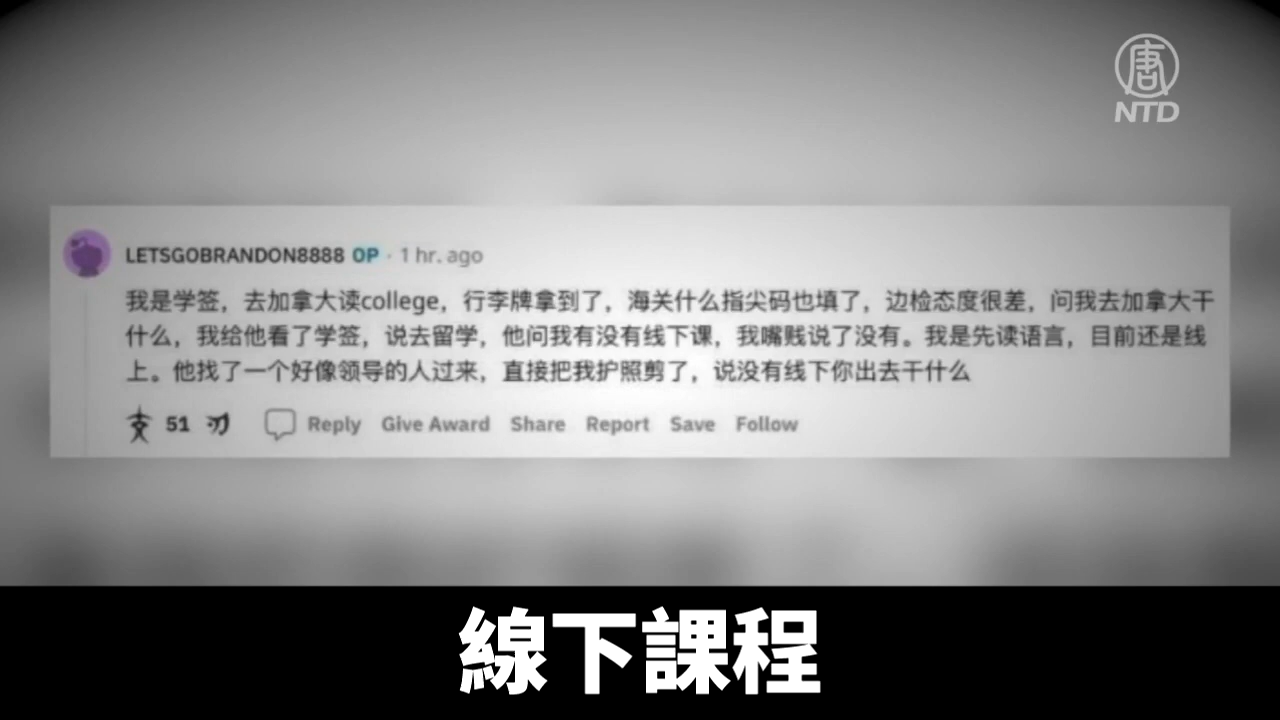 唐
NTD
LETSGOBRANDON8888 OP · 1 hr. ago
我是学签，去加拿大读college，行李牌拿到了，海关什么指尖码也填了，边检态度很差，问我去加拿大干
什么，我给他看了学签，说去留学，他问我有没有线下课，我嘴贱说了没有。我是先读语言，目前还是线
上。他找了一个好像领导的人过来，直接把我护照剪了，说没有线下你出去干什么
51 Reply Give Award Share Report Save Follow
線下課程